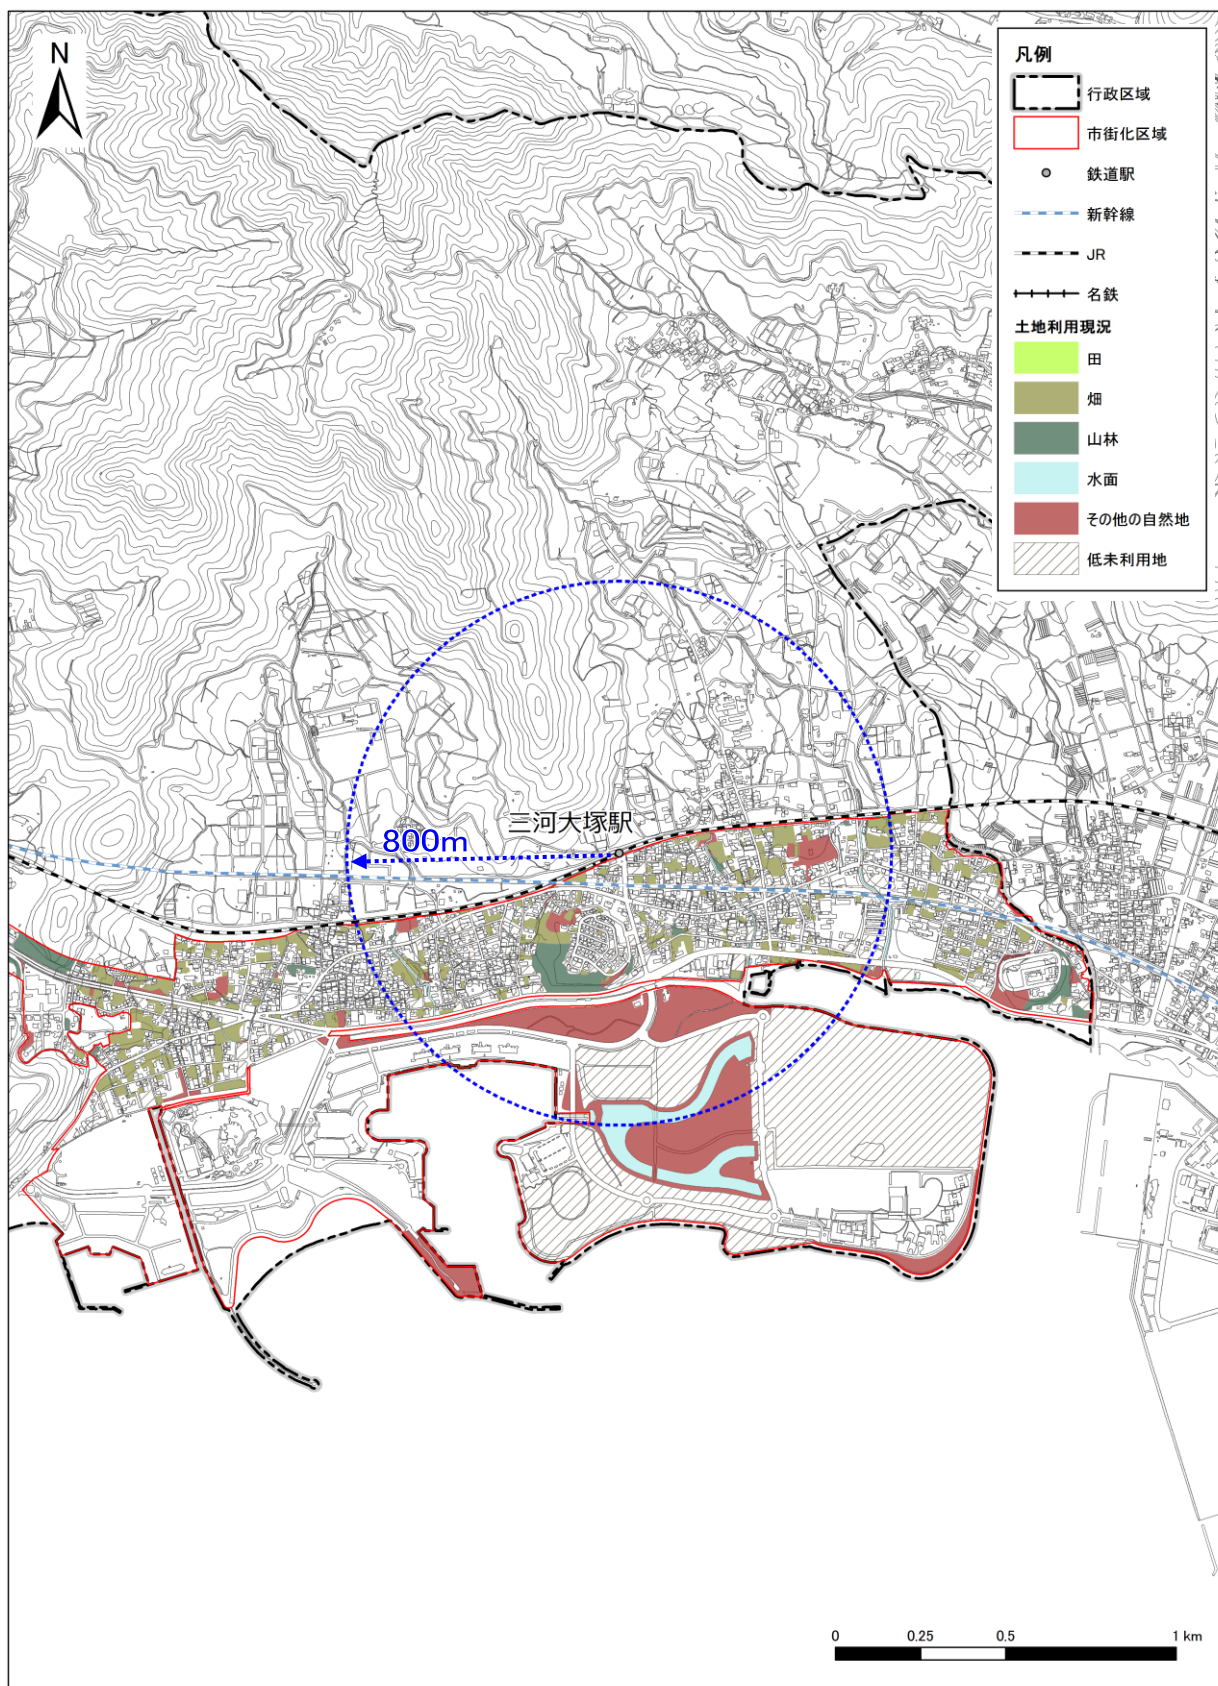 N
凡例
行政区域
市街化区域
鉄道駅
新幹線
JR
名鉄
土地利用現況
田
畑
山林
水面
その他の自然地
低未利用地
三河大塚駅
800m
0 0.25 0.5 1 km